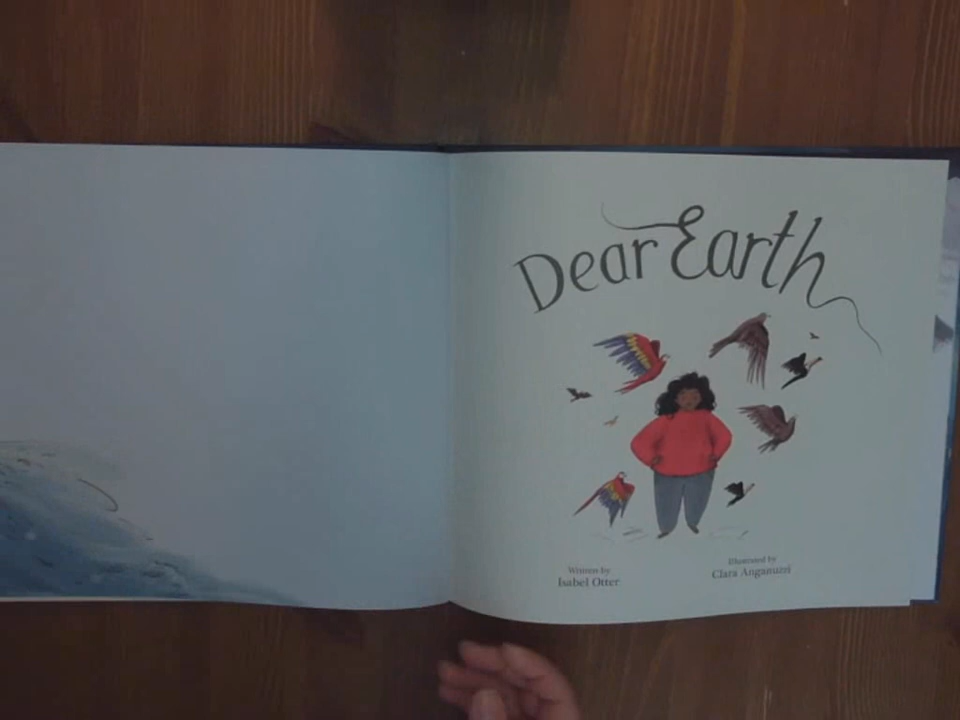 Dear Earth
Written by
Isabel Otter
Illustrated by
Clara Anganuzzi